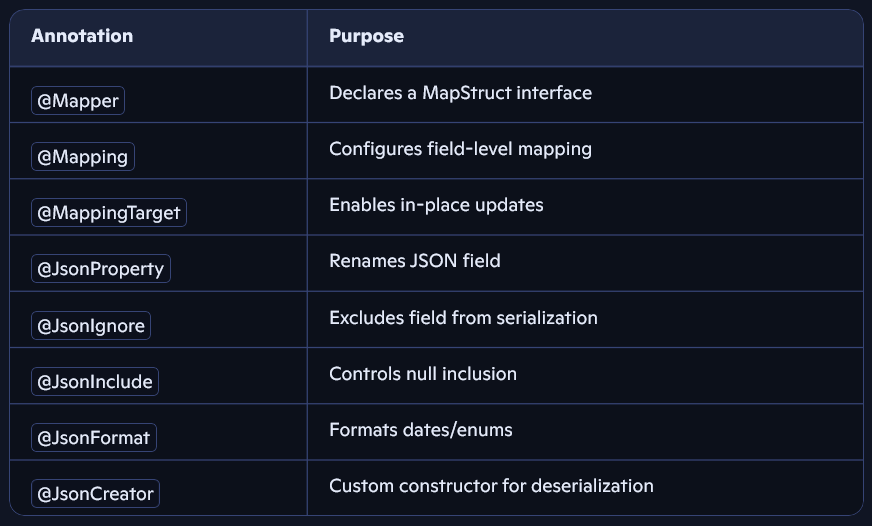 Annotation Purpose
@Mapper Declares a MapStruct interface
@Mapping Configures field-level mapping
@MappingTarget Enables in-place updates
@JsonProperty Renames JSON field
@JsonIgnore Excludes field from serialization
@JsonInclude Controls null inclusion
@JsonFormat Formats dates/enums
@JsonCreator Custom constructor for deserialization